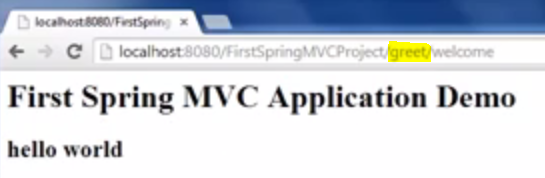 localhost:8080/FirstSpring
localhost:8080/FirstSpringMVCProject/greet/welcome
First Spring MVC Application Demo
hello world